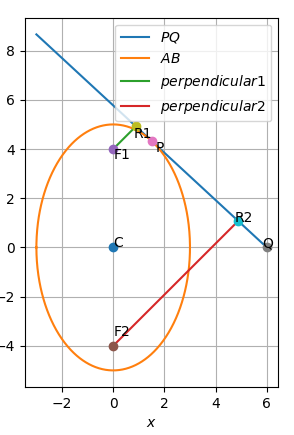 PQ
AB
perpendicular1
perpendicular2
8
6
4
2
0
−2
−4
R1
F1
P
R2
C
Q
F2
−2 0 2 4 6
x